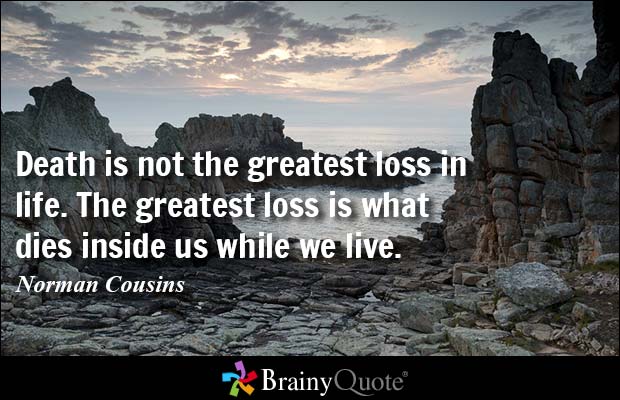 Death is not the greatest loss in
life. The greatest loss is what
dies inside us while we live.
Norman Cousins
BrainyQuote®